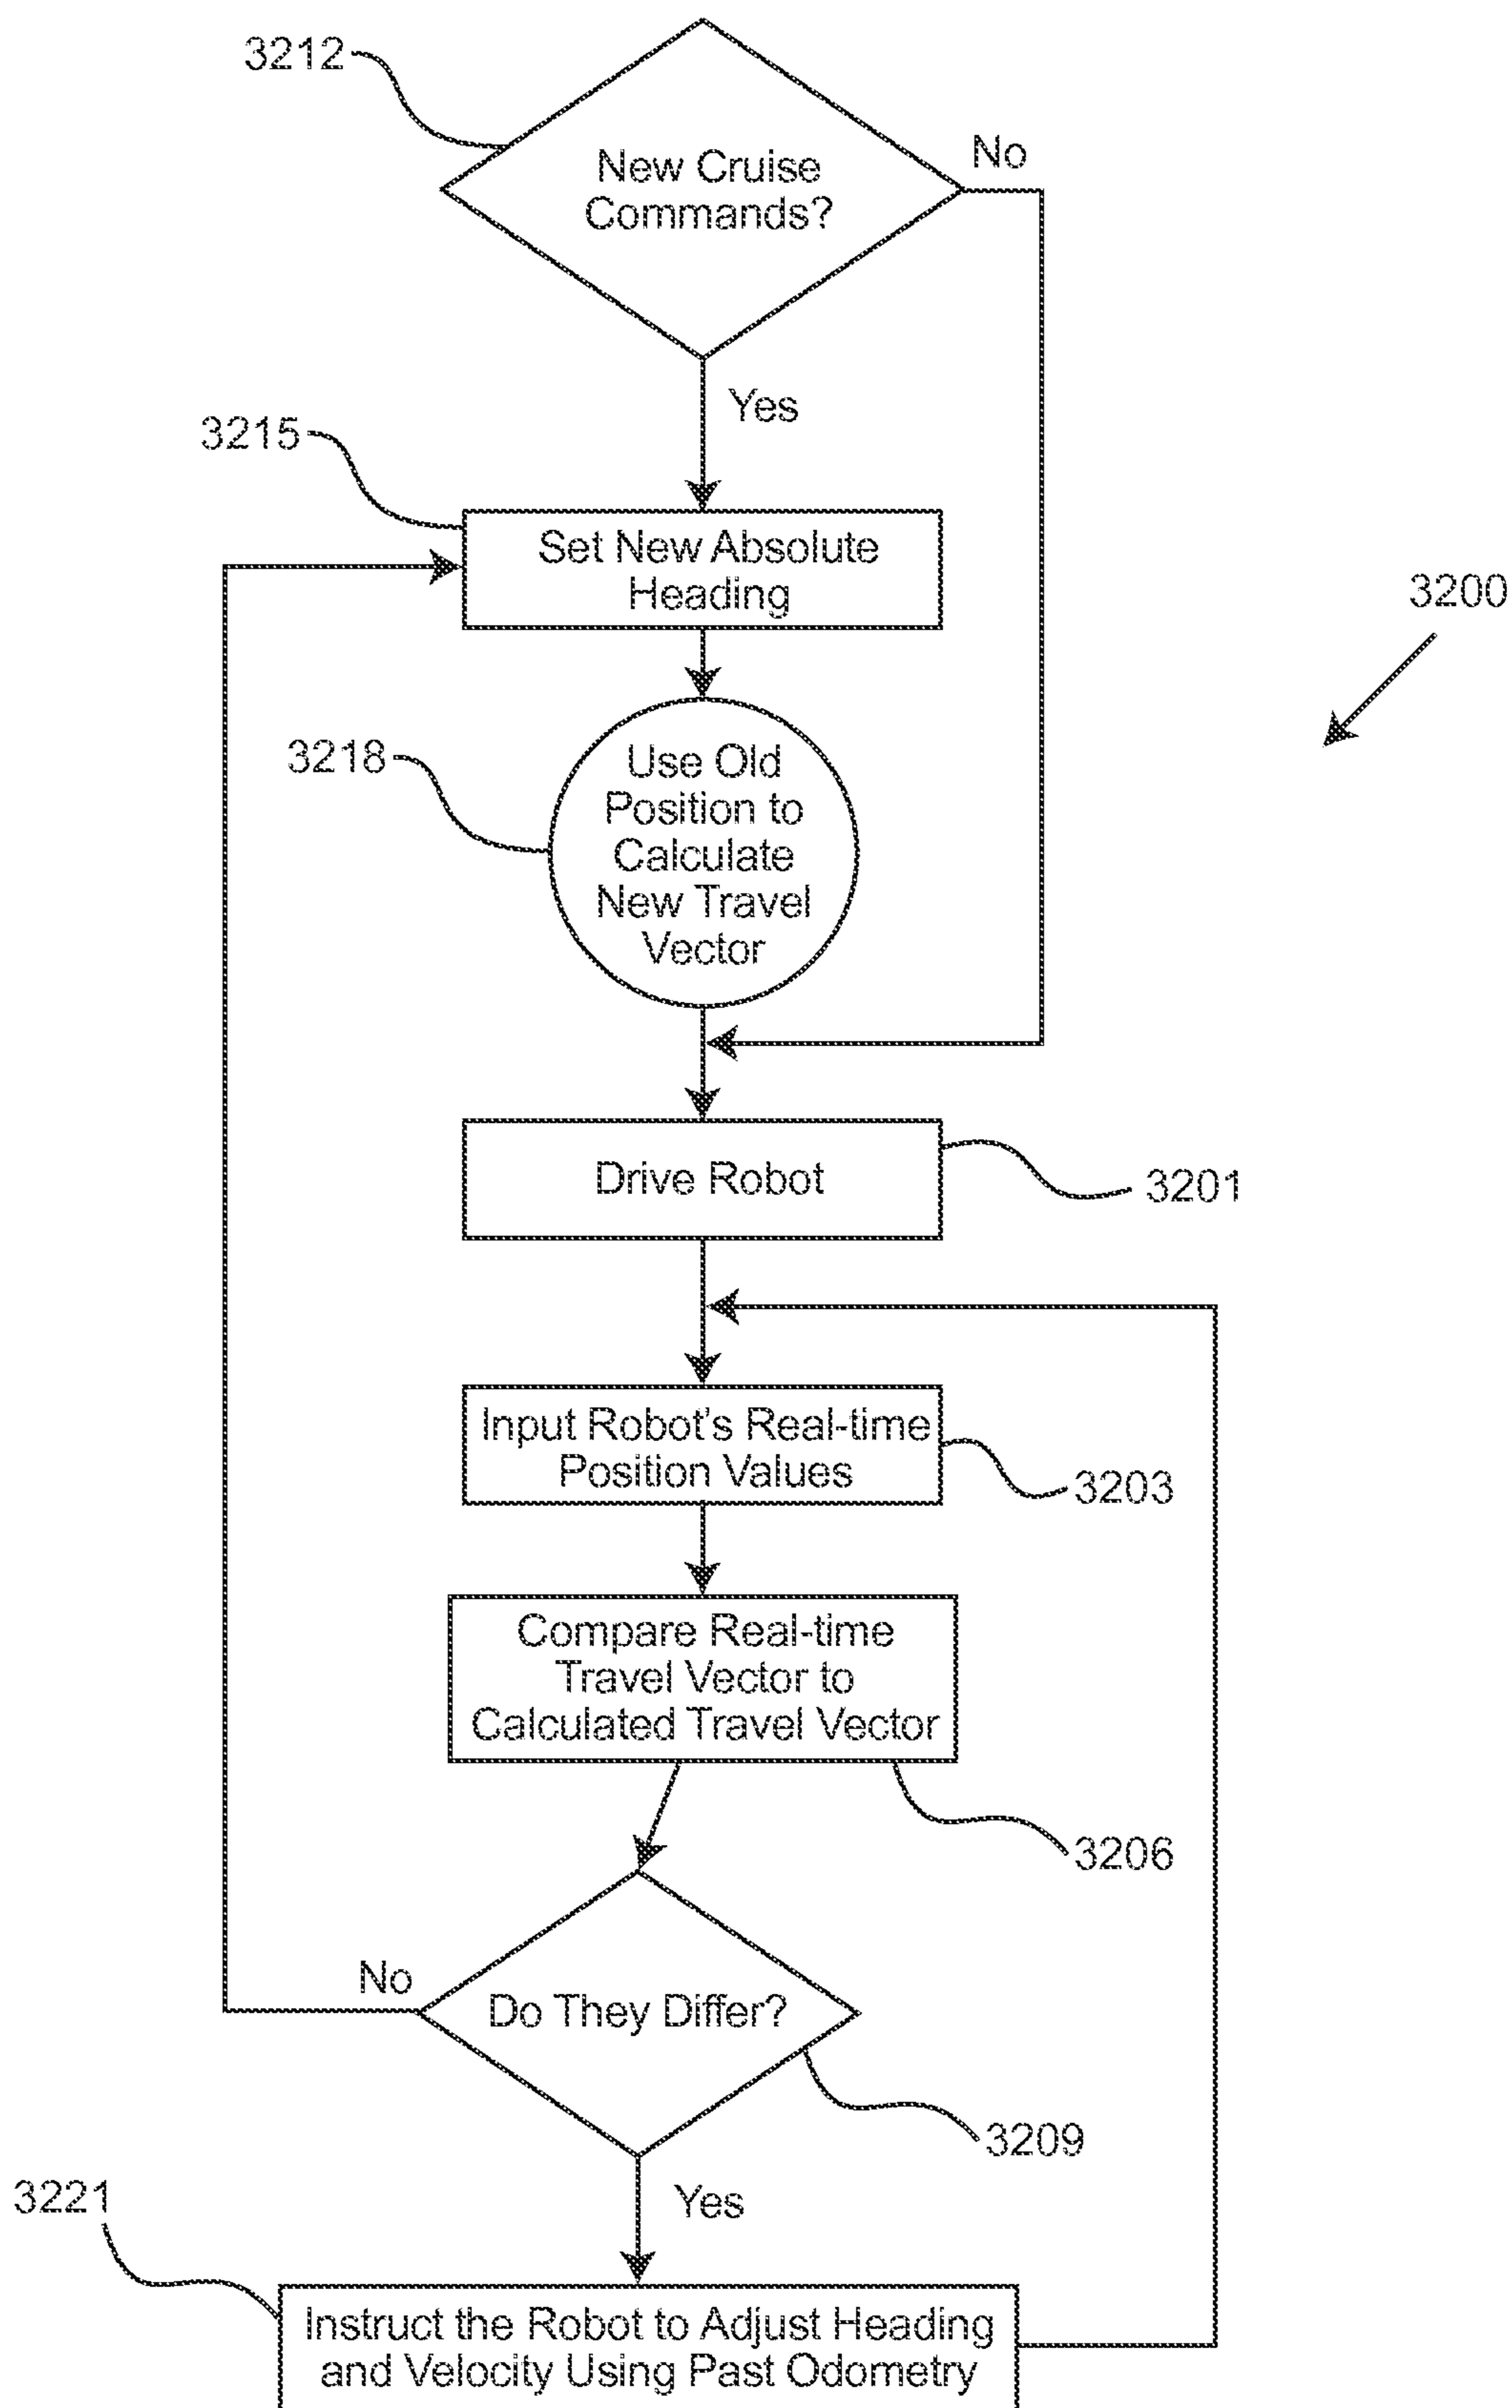 3212
New Cruise
Commands?
No
Yes
3215
Set New Absolute
Heading
3200
3218
Use Old
Position to
Calculate
New Travel
Vector
Drive Robot
3201
Input Robot's Real-time
Position Values
3203
Compare Real-time
Travel Vector to
Calculated Travel Vector
3206
No
Do They Differ?
3209
Yes
3221
Instruct the Robot to Adjust Heading
and Velocity Using Past Odometry